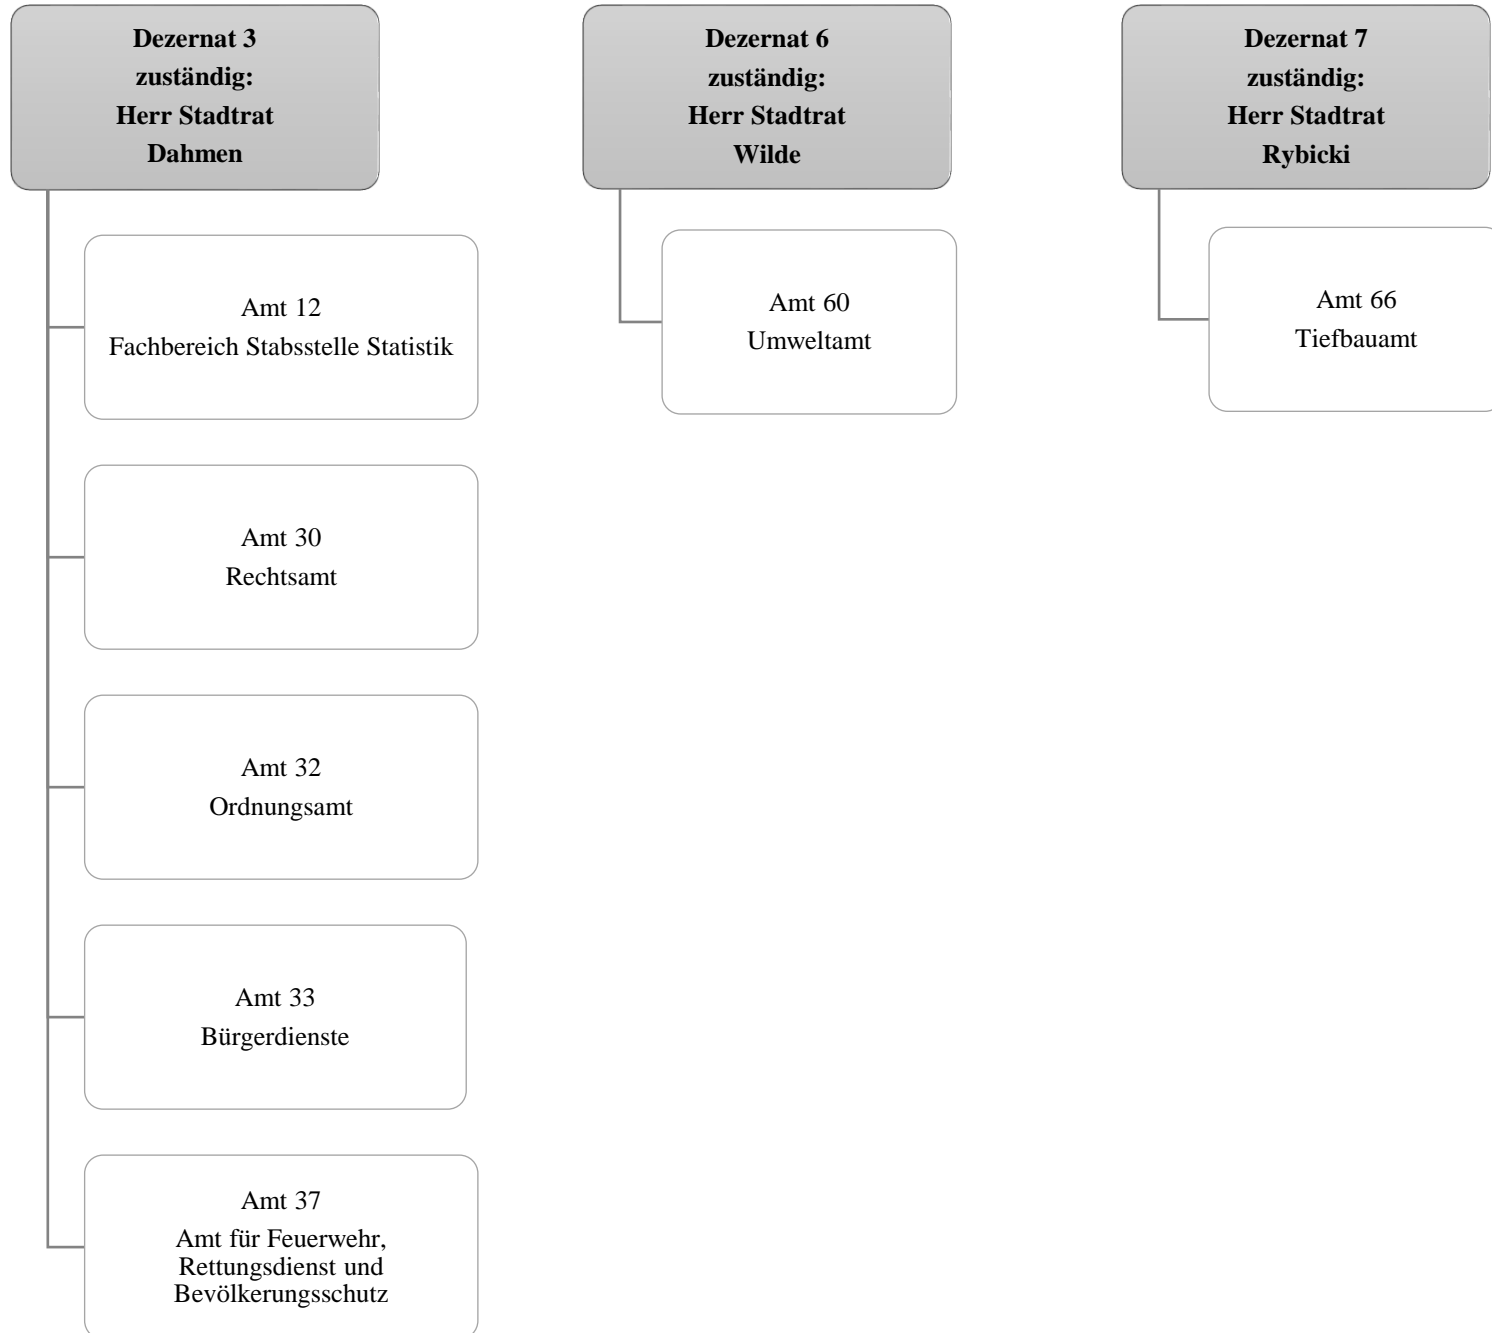 Dezernat 3
zuständig:
Herr Stadtrat
Dahmen
Amt 12
Fachbereich Stabsstelle Statistik
Amt 30
Rechtsamt
Amt 32
Ordnungsamt
Amt 33
Bürgerdienste
Amt 37
Amt für Feuerwehr,
Rettungsdienst und
Bevölkerungsschutz
Dezernat 6
zuständig:
Herr Stadtrat
Wilde
Amt 60
Umweltamt
Dezernat 7
zuständig:
Herr Stadtrat
Rybicki
Amt 66
Tiefbauamt